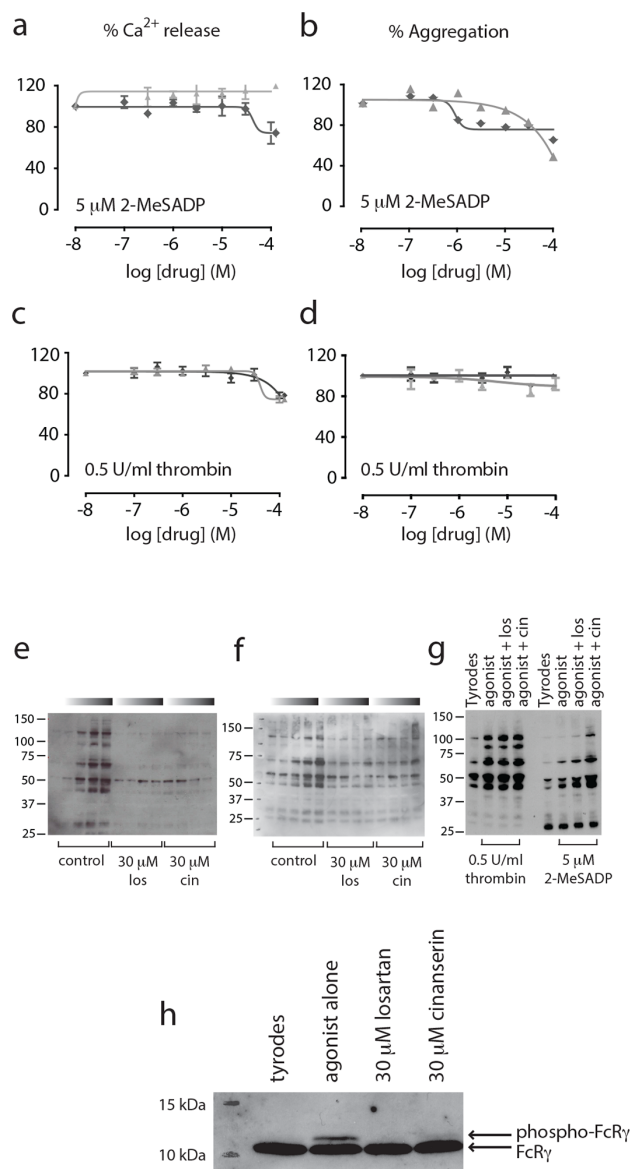 a
% Ca2+ release
b
% Aggregation
120
80
40
0
5 μM 2-MeSADP
-8 -7 -6 -5 -4
log [drug] (M)
120
80
40
0
5 μM 2-MeSADP
-8 -7 -6 -5 -4
log [drug] (M)
c
120
80
40
0
0.5 U/ml thrombin
-8 -7 -6 -5 -4
log [drug] (M)
d
120
80
40
0
0.5 U/ml thrombin
-8 -7 -6 -5 -4
log [drug] (M)
e
150
100
75
50
37
25
control
30 μM
los
30 μM
cin
f
150
100
75
50
37
25
control
30 μM
los
30 μM
cin
g
Tyrodes
agonist
agonist + los
agonist + cin
Tyrodes
agonist
agonist + los
agonist + cin
150
100
75
50
37
25
0.5 U/ml
thrombin
5 μM
2-MeSADP
h
tyrodes
agonist alone
30 μM losartan
30 μM cinanserin
15 kDa
10 kDa
phospho-FcRγ
FcRγ